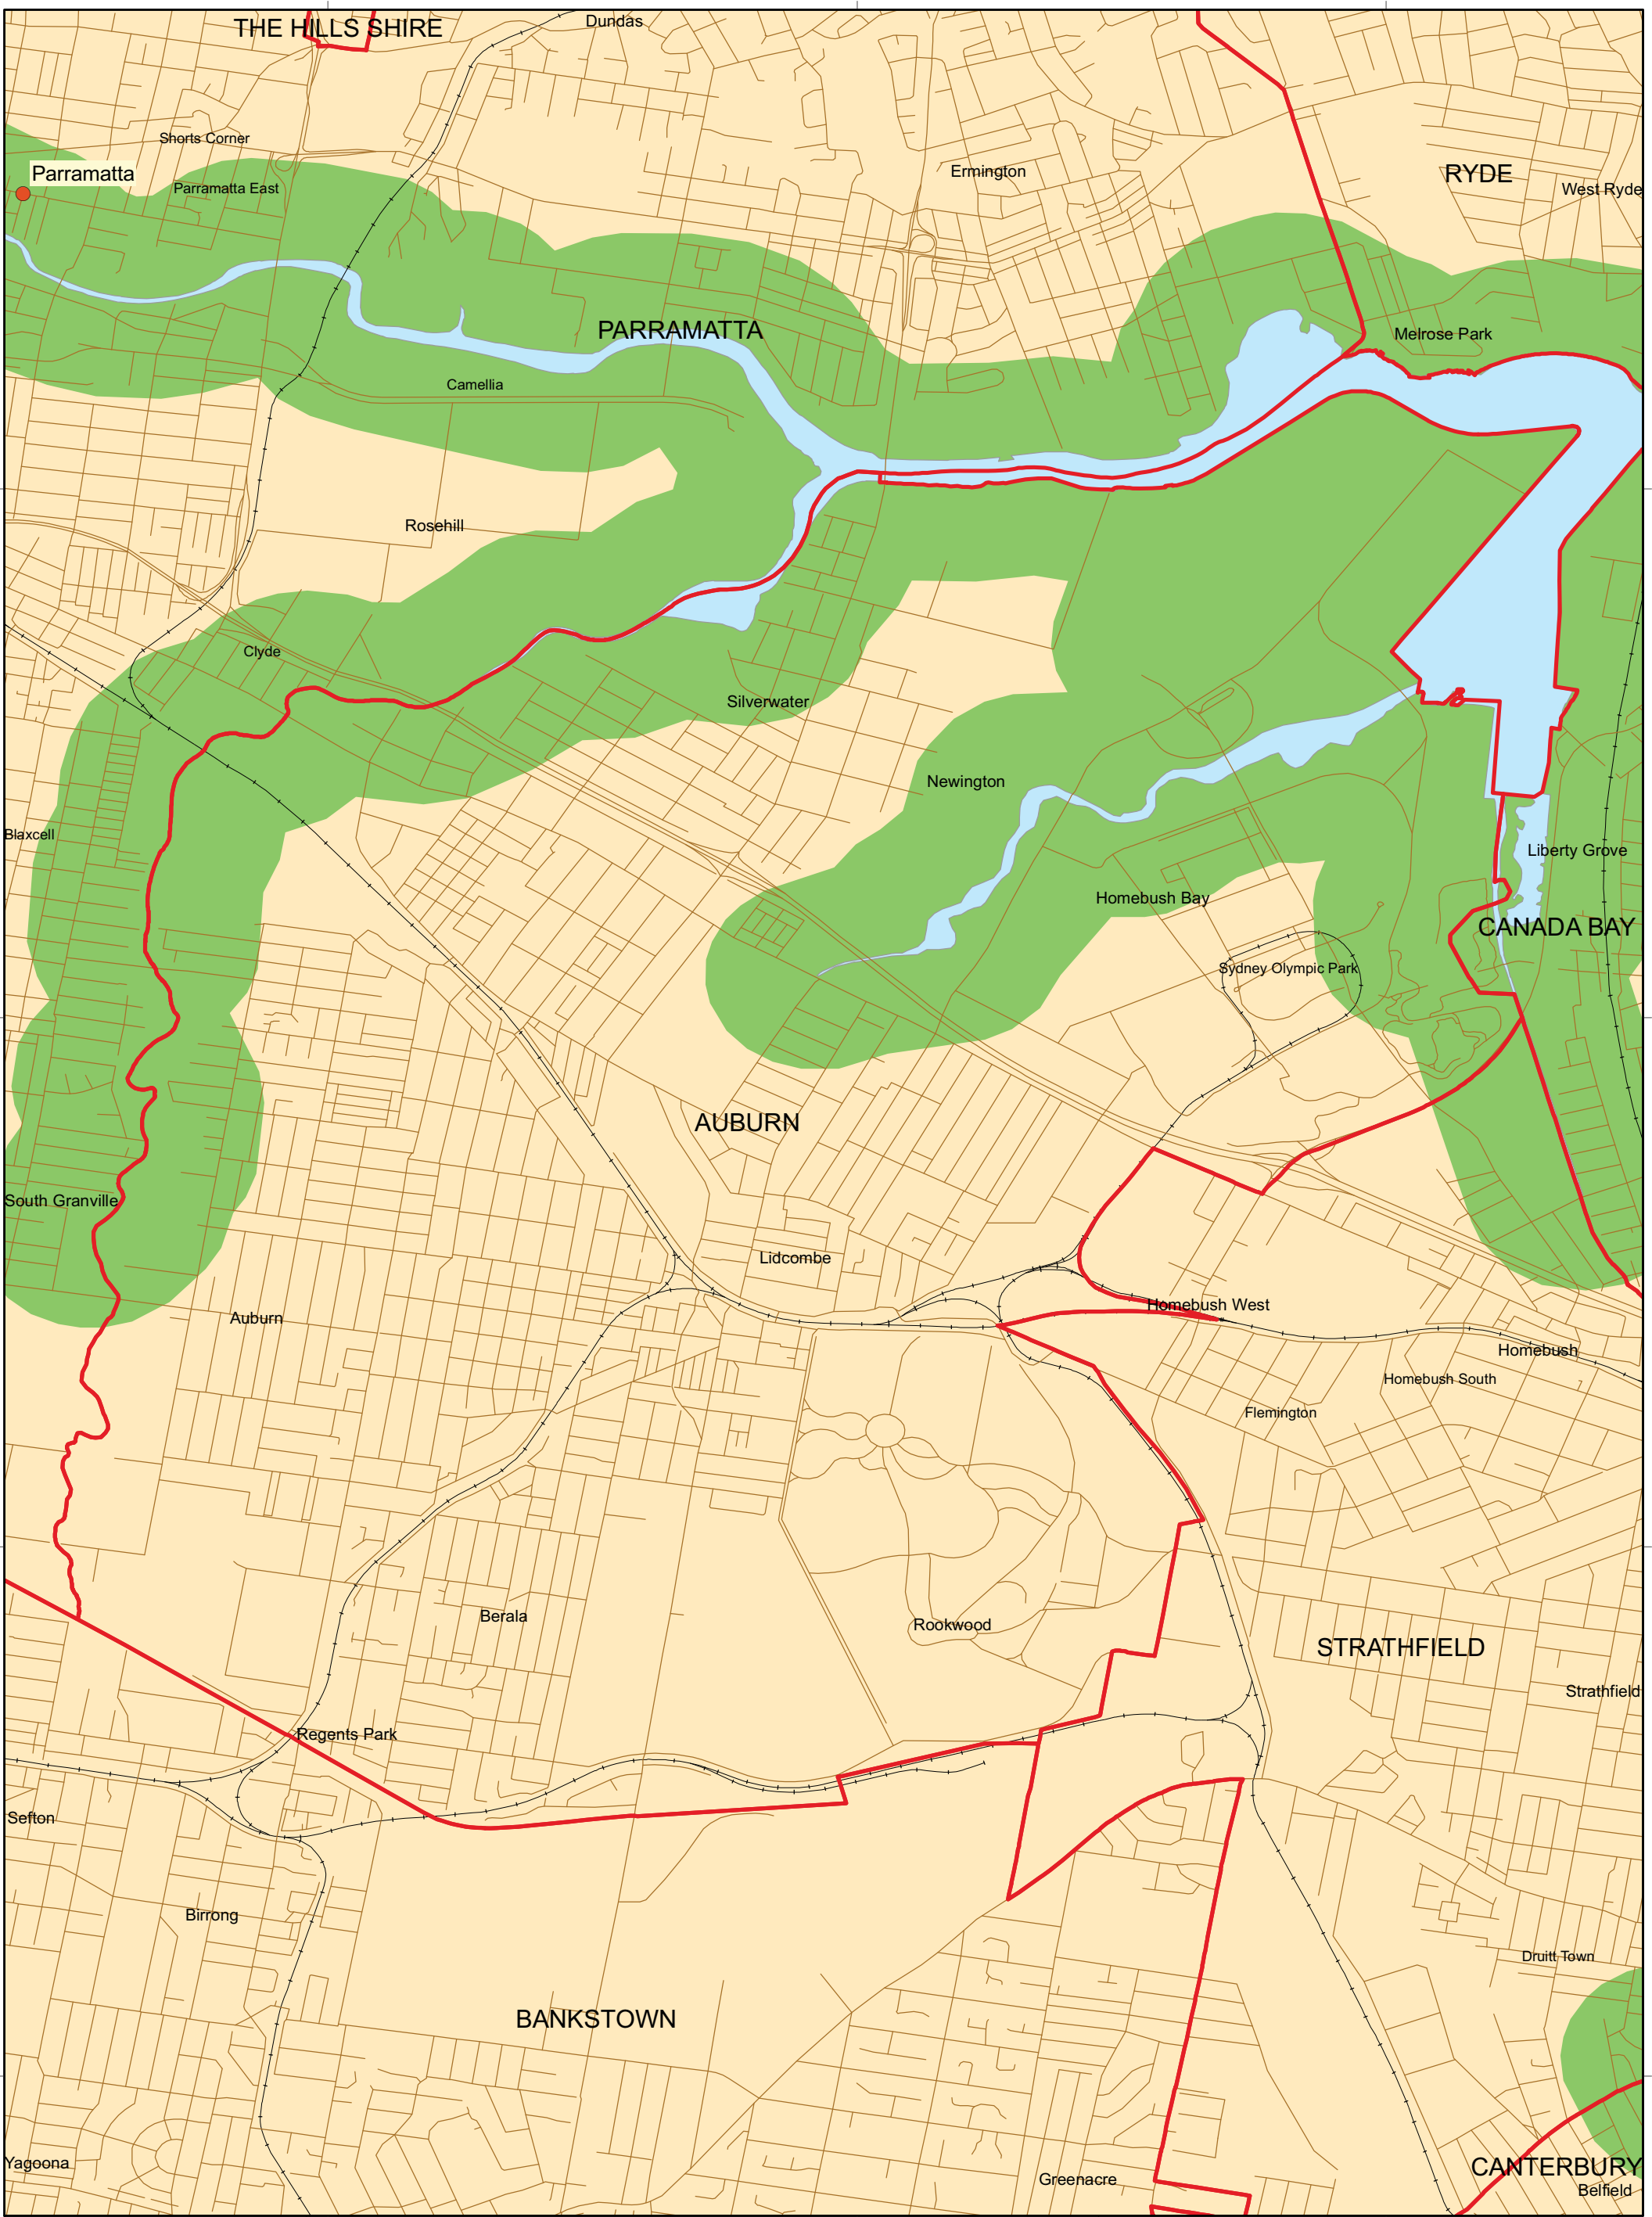 THE HILLS SHIRE
Dundas
Shorts Corner
Parramatta
Parramatta East
Ermington
RYDE
West Ryde
PARRAMATTA
Melrose Park
Camellia
Rosehill
Clyde
Silverwater
Newington
Blaxcell
Liberty Grove
Homebush Bay
CANADA BAY
Sydney Olympic Park
AUBURN
South Granville
Lidcombe
Homebush West
Auburn
Homebush
Homebush South
Flemington
Berala
Rookwood
STRATHFIELD
Strathfield
Regents Park
Sefton
Birrong
Druitt Town
BANKSTOWN
Yagoona
CANTERBURY
Greenacre
Belfield